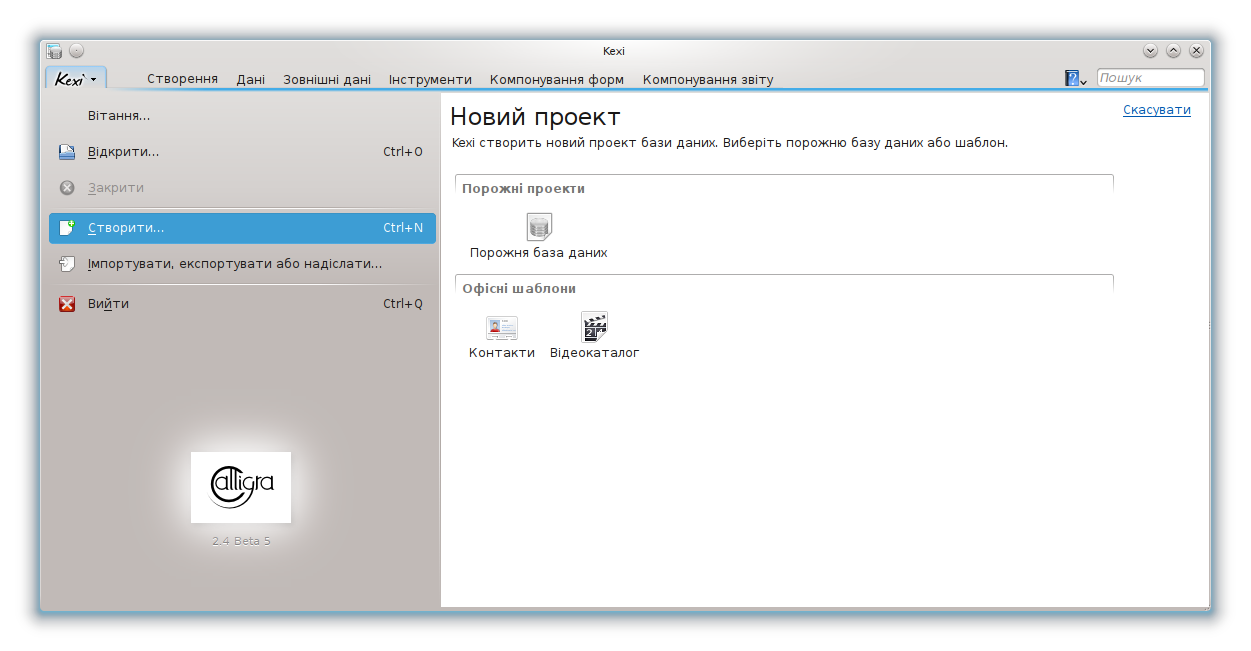 Kexi
Kexi
Створення Дані Зовнішні дані Інструменти Компонування форм Компонування звіту
? Пошук
Вітання...
Відкрити... Ctrl+O
Закрити
Створити... Ctrl+N
Імпортувати, експортувати або надіслати...
Вийти Ctrl+Q
Calligra
2.4 Beta 5
Новий проект
Скасувати
Kexi створить новий проект бази даних. Виберіть порожню базу даних або шаблон.
Порожні проекти
Порожня база даних
Офісні шаблони
Контакти Відеокаталог